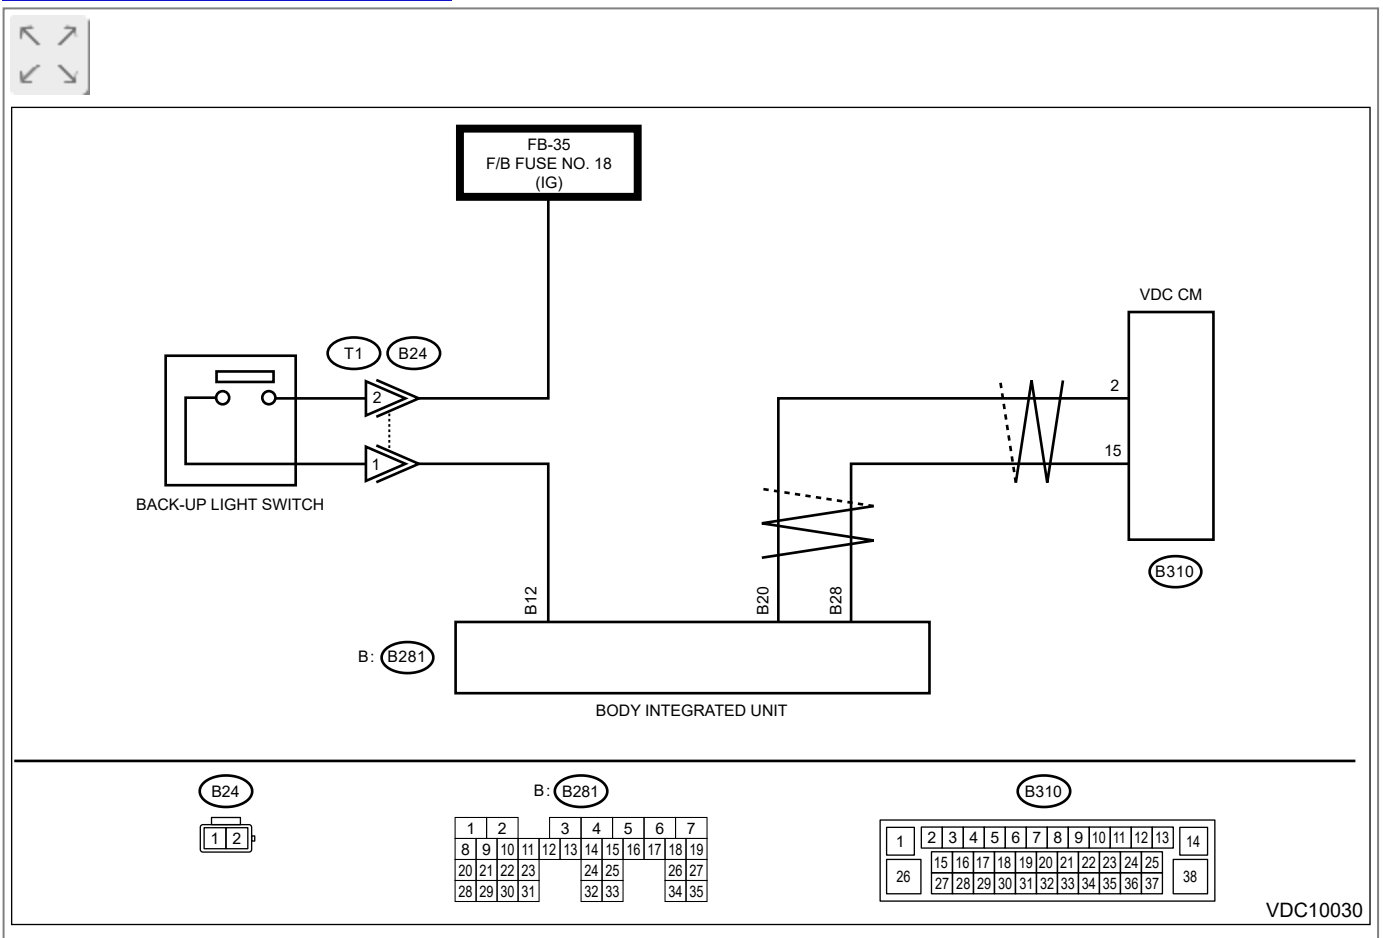 FB-35
F/B FUSE NO. 18
(IG)
VDC CM
T1 B24
2
2
1
15
BACK-UP LIGHT SWITCH
B310
B12
B20
B28
B: B281
BODY INTEGRATED UNIT
B24
B: B281
B310
1 2
1 2 3 4 5 6 7
8 9 10 11 12 13 14 15 16 17 18 19
20 21 22 23 24 25 26 27
28 29 30 31 32 33 34 35
1 2 3 4 5 6 7 8 9 10 11 12 13 14
15 16 17 18 19 20 21 22 23 24 25
26 27 28 29 30 31 32 33 34 35 36 37 38
VDC10030